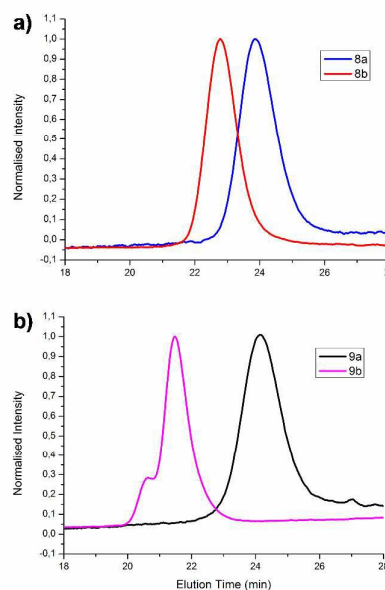 a)
Normalised Intensity
1,1
1,0
0,9
0,8
0,7
0,6
0,5
0,4
0,3
0,2
0,1
0,0
-0,1
8a
8b
18 20 22 24 26
b)
Normalised Intensity
1,1
1,0
0,9
0,8
0,7
0,6
0,5
0,4
0,3
0,2
0,1
0,0
-0,1
9a
9b
18 20 22 24 26 28
Elution Time (min)